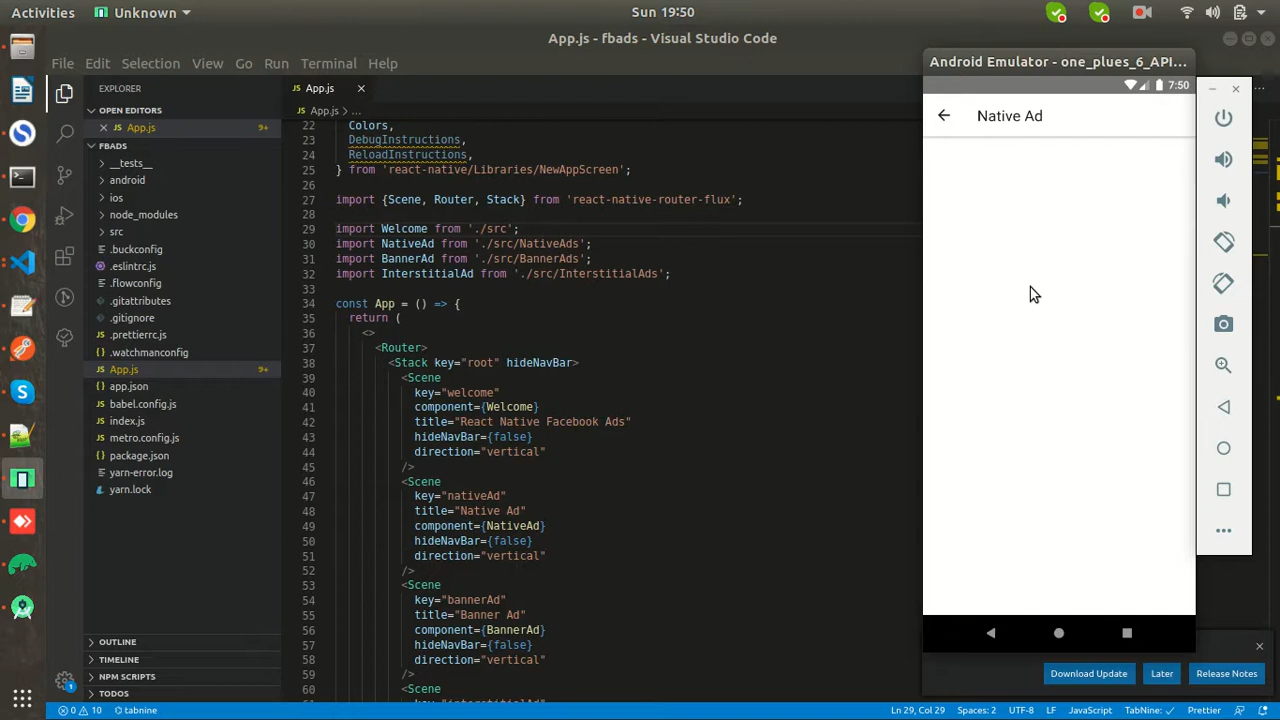 Activities
Unknown
Sun 19:50
App.js - fbads - Visual Studio Code
File Edit Selection View Go Run Terminal Help
EXPLORER
OPEN EDITORS
App.js 9+
FBADS
__tests__
android
ios
node_modules
src
.buckconfig
.eslintrc.js
.flowconfig
.gitattributes
.gitignore
.prettierrc.js
.watchmanconfig
App.js 9+
app.json
babel.config.js
index.js
metro.config.js
package.json
yarn-error.log
yarn.lock
OUTLINE
TIMELINE
NPM SCRIPTS
TODOS
1
App.js
App.js > ...
22 Colors,
23 DebugInstructions,
24 ReloadInstructions,
25 } from 'react-native/Libraries/NewAppScreen';
26
27 import {Scene, Router, Stack} from 'react-native-router-flux';
28
29 import Welcome from './src';
30 import NativeAd from './src/NativeAds';
31 import BannerAd from './src/BannerAds';
32 import InterstitialAd from './src/InterstitialAds';
33
34 const App = () => {
35 return (
36 <>
37 <Router>
38 <Stack key="root" hideNavBar>
39 <Scene
40 key="welcome"
41 component={Welcome}
42 title="React Native Facebook Ads"
43 hideNavBar={false}
44 direction="vertical"
45 />
46 <Scene
47 key="nativeAd"
48 title="Native Ad"
49 component={NativeAd}
50 hideNavBar={false}
51 direction="vertical"
52 />
53 <Scene
54 key="bannerAd"
55 title="Banner Ad"
56 component={BannerAd}
57 hideNavBar={false}
58 direction="vertical"
59 />
60 <Scene
Android Emulator - one_plues_6_API...
7:50
Native Ad
Download Update
Later
Release Notes
0 10 tabnine
Ln 29, Col 29 Spaces: 2 UTF-8 LF JavaScript TabNine: ✓ Prettier